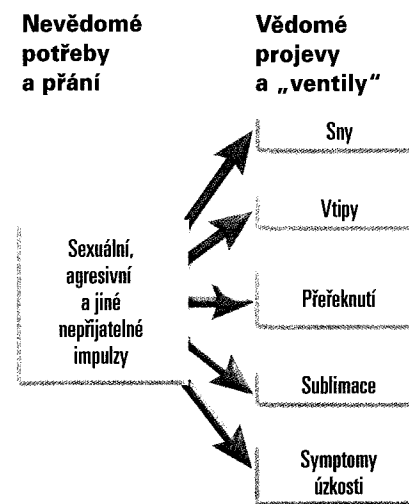 Nevědomé
potřeby
a přání
Vědomé
projevy
a „ventily“
Sexuální,
agresivní
a jiné
nepřijatelné
impulzy
Sny
Vtipy
Přeřeknutí
Sublimace
Symptomy
úzkosti